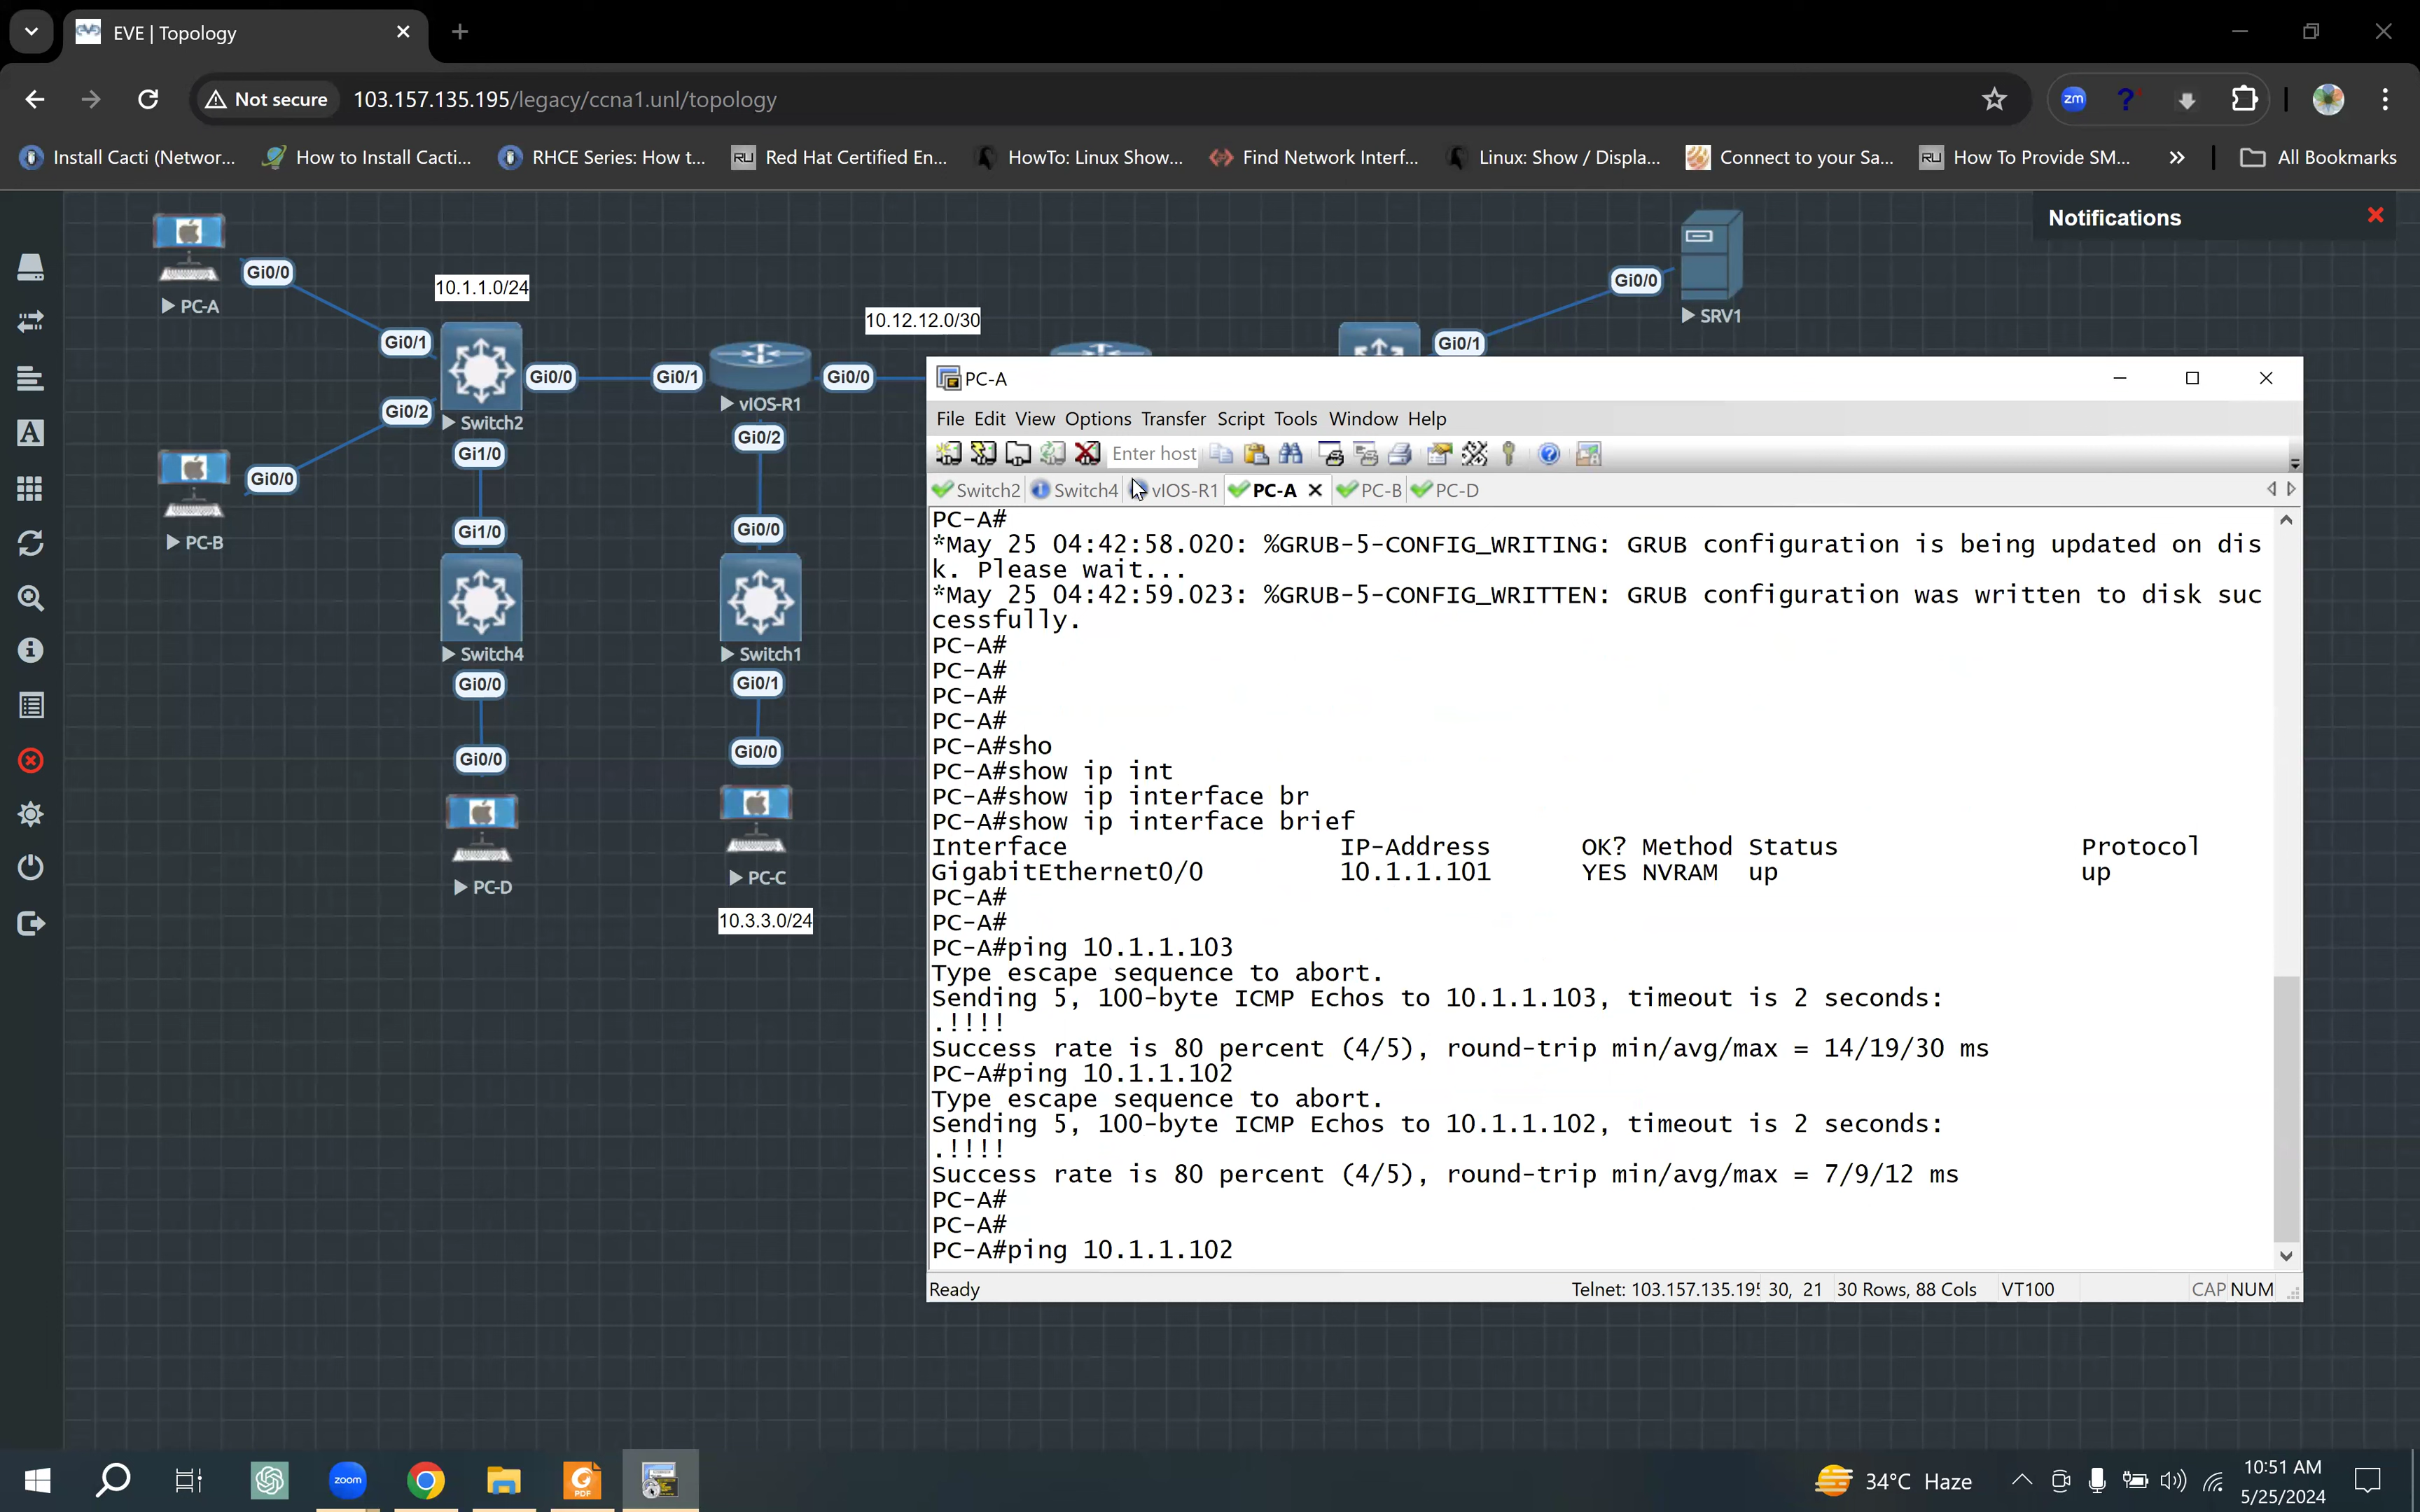 EVE | Topology
Not secure
103.157.135.195/legacy/ccna1.unl/topology
zm
Install Cacti (Networ...
How to Install Cacti...
RHCE Series: How t...
RU
Red Hat Certified En...
HowTo: Linux Show...
Find Network Interf...
Linux: Show / Displa...
Connect to your Sa...
RU
How To Provide SM...
All Bookmarks
Notifications
Gi0/0
PC-A
10.1.1.0/24
10.12.12.0/30
Gi0/0
SRV1
Gi0/1
Gi0/1
Gi0/0
Gi0/1
Gi0/0
vIOS-R1
Gi0/2
Switch2
Gi0/2
Gi1/0
Gi0/0
PC-B
Gi1/0
Gi0/0
Switch4
Switch1
Gi0/0
Gi0/1
Gi0/0
Gi0/0
PC-D
PC-C
10.3.3.0/24
PC-A
File Edit View Options Transfer Script Tools Window Help
Enter host
Switch2
Switch4
vIOS-R1
PC-A
PC-B
PC-D
PC-A#
*May 25 04:42:58.020: %GRUB-5-CONFIG_WRITING: GRUB configuration is being updated on dis
k. Please wait...
*May 25 04:42:59.023: %GRUB-5-CONFIG_WRITTEN: GRUB configuration was written to disk suc
cessfully.
PC-A#
PC-A#
PC-A#
PC-A#
PC-A#sho
PC-A#show ip int
PC-A#show ip interface br
PC-A#show ip interface brief
Interface IP-Address OK? Method Status Protocol
GigabitEthernet0/0 10.1.1.101 YES NVRAM up up
PC-A#
PC-A#
PC-A#ping 10.1.1.103
Type escape sequence to abort.
Sending 5, 100-byte ICMP Echos to 10.1.1.103, timeout is 2 seconds:
.!!!!
Success rate is 80 percent (4/5), round-trip min/avg/max = 14/19/30 ms
PC-A#ping 10.1.1.102
Type escape sequence to abort.
Sending 5, 100-byte ICMP Echos to 10.1.1.102, timeout is 2 seconds:
.!!!!
Success rate is 80 percent (4/5), round-trip min/avg/max = 7/9/12 ms
PC-A#
PC-A#
PC-A#ping 10.1.1.102
Ready
Telnet: 103.157.135.195
30, 21
30 Rows, 88 Cols
VT100
CAP NUM
zoom
PDF
34°C Haze
10:51 AM
5/25/2024